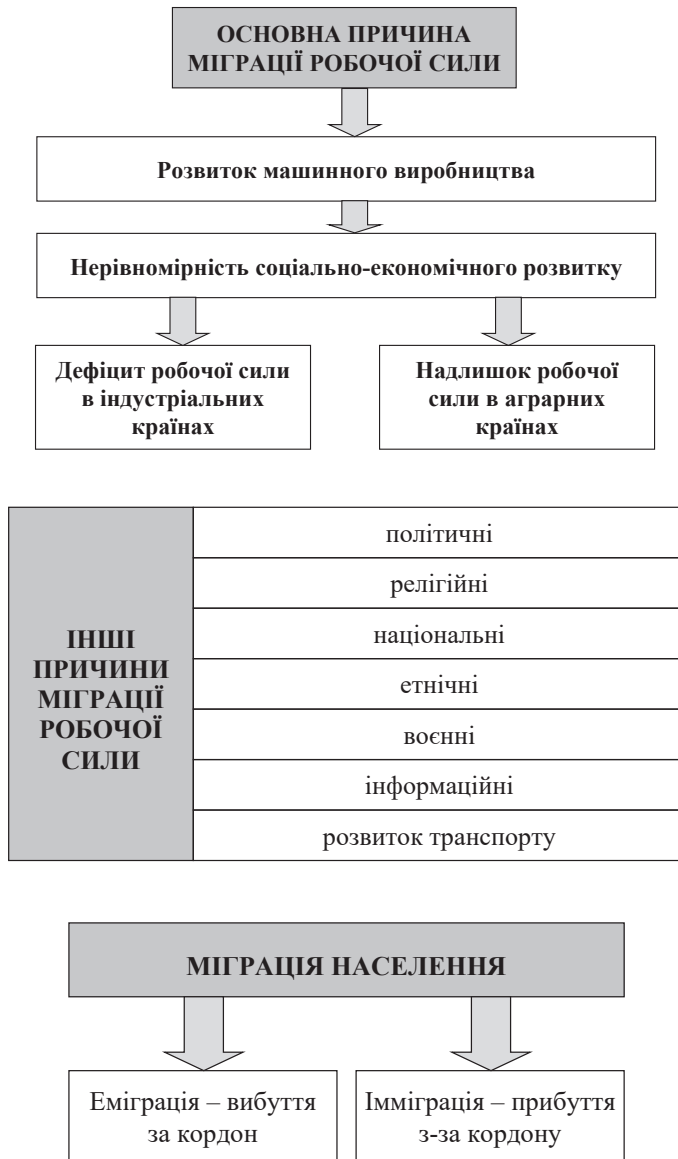 ОСНОВНА ПРИЧИНА
МІГРАЦІЇ РОБОЧОЇ СИЛИ
Розвиток машинного виробництва
Нерівномірність соціально-економічного розвитку
Дефіцит робочої сили
в індустріальних
країнах
Надлишок робочої
сили в аграрних
країнах
ІНШІ
ПРИЧИНИ
МІГРАЦІЇ
РОБОЧОЇ
СИЛИ
політичні
релігійні
національні
етнічні
воєнні
інформаційні
розвиток транспорту
МІГРАЦІЯ НАСЕЛЕННЯ
Еміграція – вибуття
за кордон
Імміграція – прибуття
з-за кордону